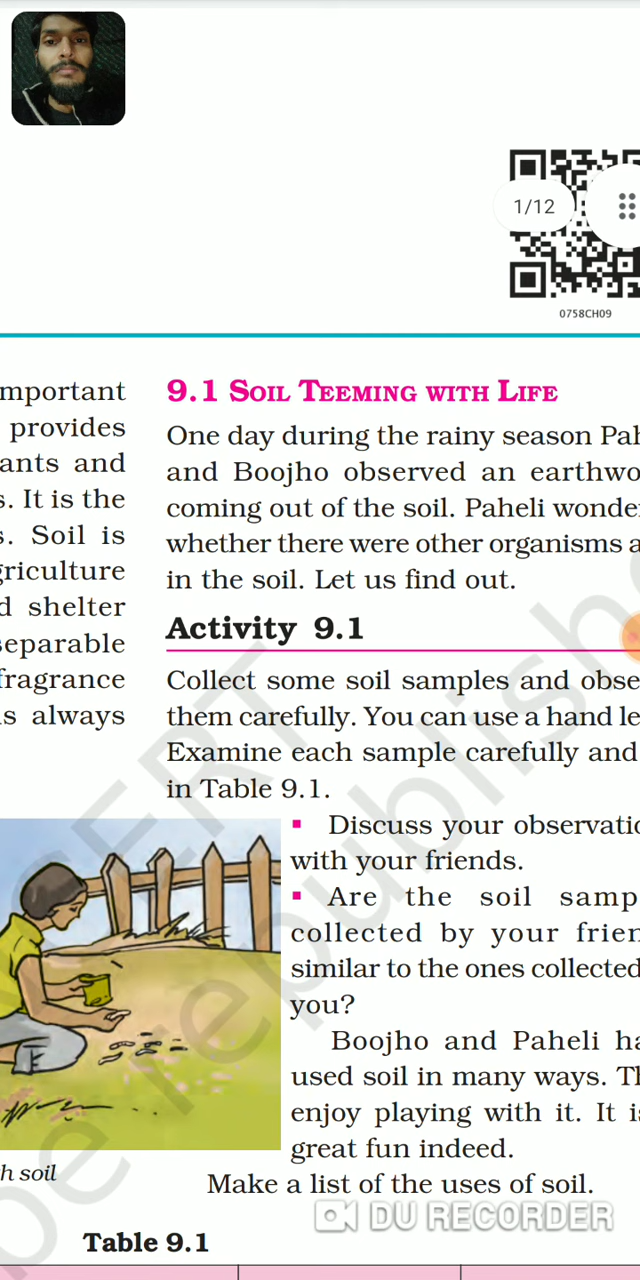 1/12
0758CH09
mportant
provides
ants and
s. It is the
s. Soil is
griculture
d shelter
separable
fragrance
s always
9.1 SOIL TEEMING WITH LIFE
One day during the rainy season Pah
and Boojho observed an earthwo
coming out of the soil. Paheli wonder
whether there were other organisms a
in the soil. Let us find out.
Activity 9.1
Collect some soil samples and obse
them carefully. You can use a hand le
Examine each sample carefully and
in Table 9.1.
Discuss your observatio
with your friends.
Are the soil samp
collected by your frien
similar to the ones collected
you?
Boojho and Paheli ha
used soil in many ways. Th
enjoy playing with it. It is
great fun indeed.
h soil
Make a list of the uses of soil.
DU RECORDER
Table 9.1